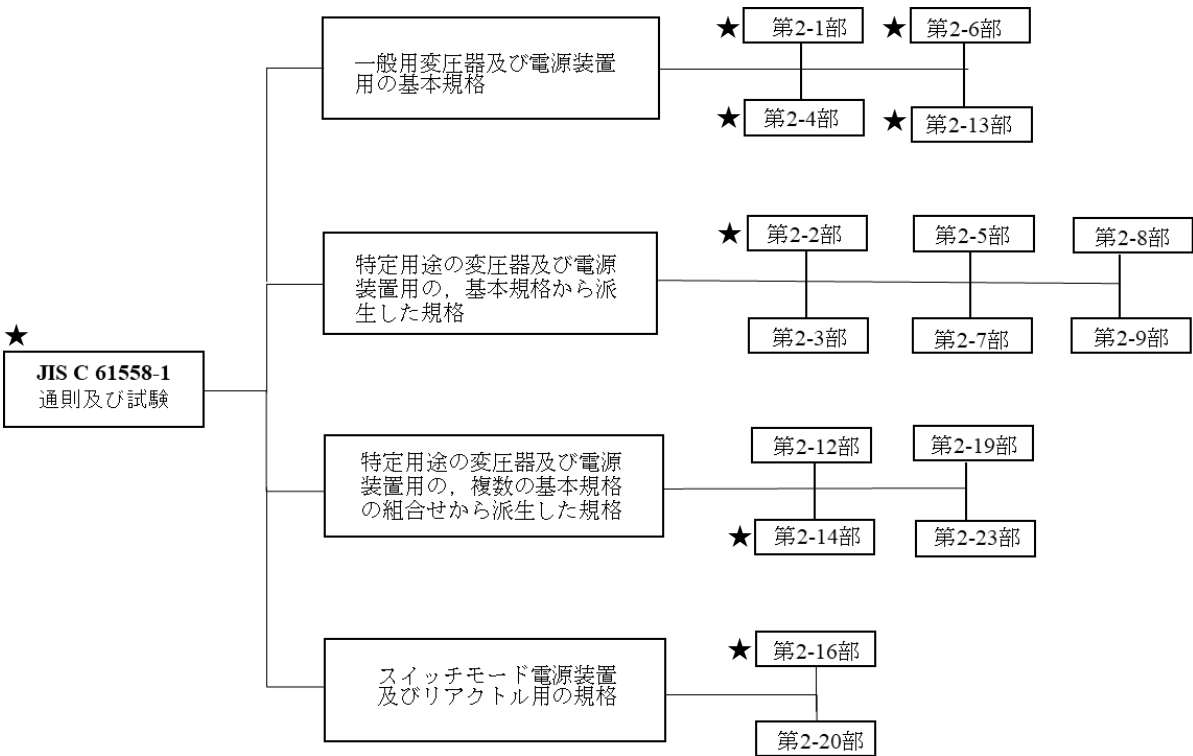 ★
JIS C 61558-1
通則及び試験
一般用変圧器及び電源装置
用の基本規格
★ 第2-1部
★ 第2-6部
★ 第2-4部
★ 第2-13部
特定用途の変圧器及び電源
装置用の，基本規格から派
生した規格
★ 第2-2部
第2-5部
第2-8部
第2-3部
第2-7部
第2-9部
特定用途の変圧器及び電源
装置用の，複数の基本規格
の組合せから派生した規格
第2-12部
第2-19部
★ 第2-14部
第2-23部
スイッチモード電源装置
及びリアクトル用の規格
★ 第2-16部
第2-20部